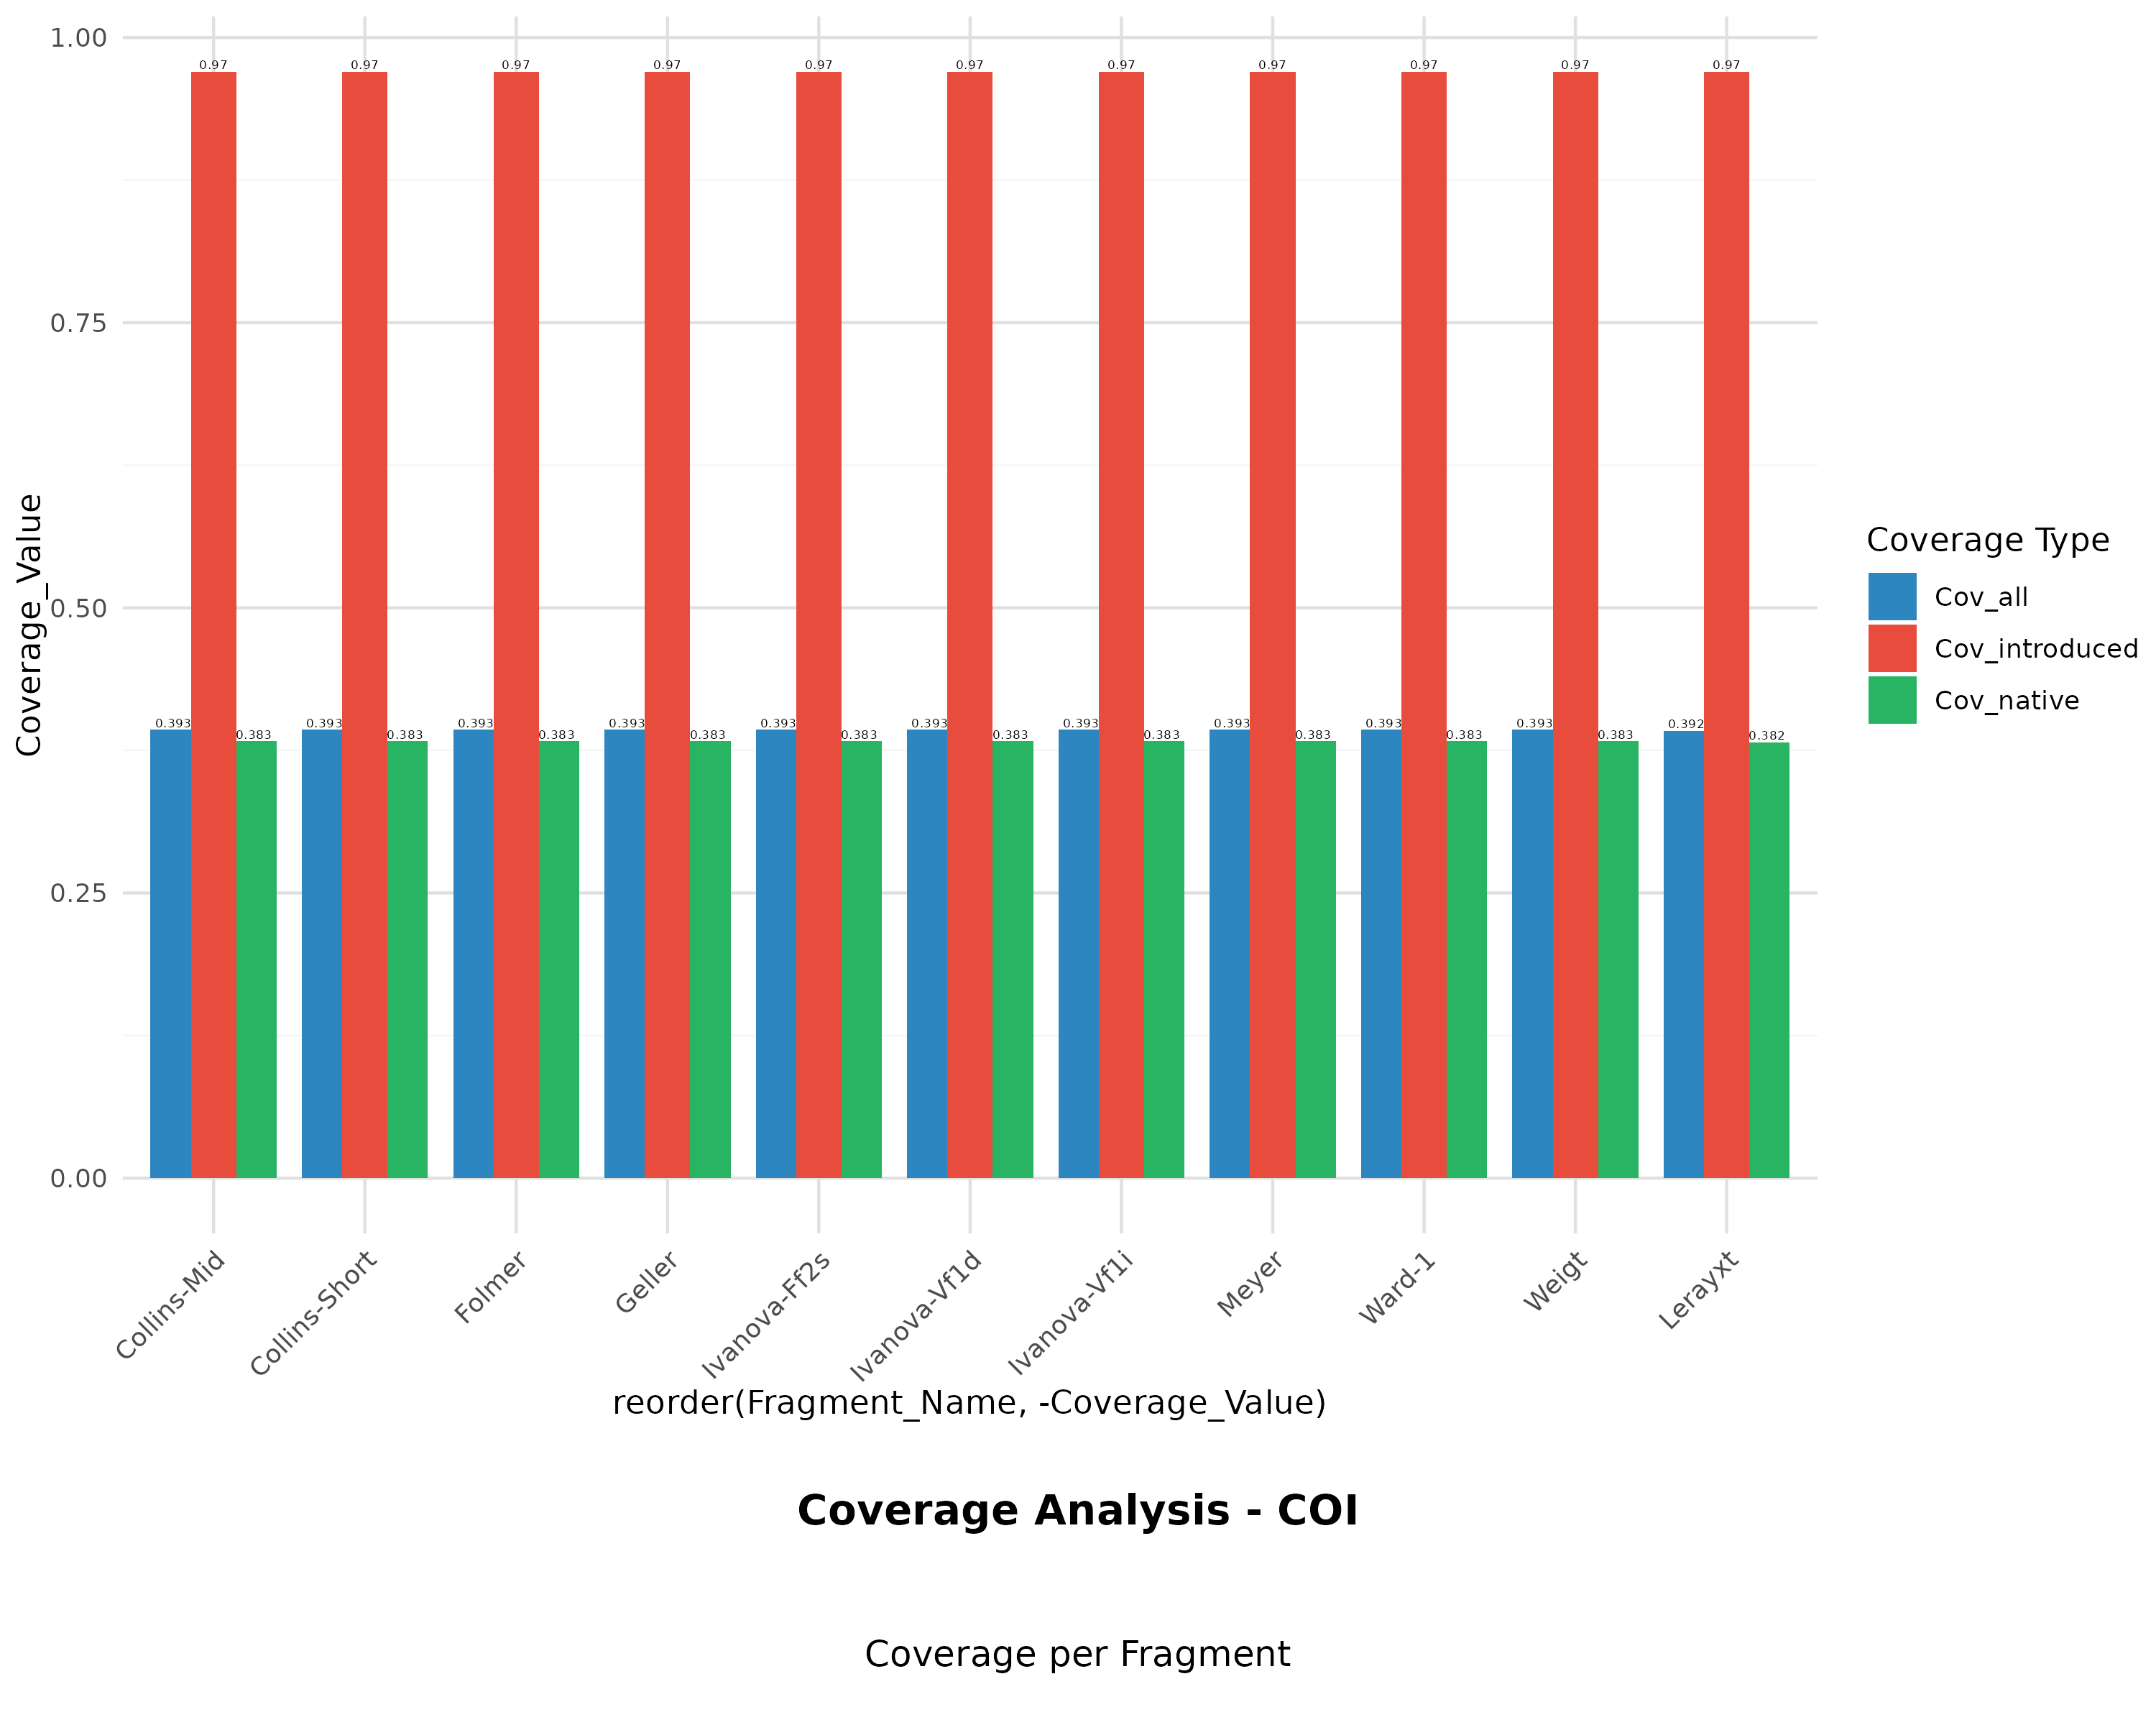 1.00
0.75
0.50
0.25
0.00
Coverage_Value
0.97 0.97 0.97 0.97 0.97 0.97 0.97 0.97 0.97 0.97 0.97
0.393 0.383 0.393 0.383 0.393 0.383 0.393 0.383 0.393 0.383 0.393 0.383 0.393 0.383 0.393 0.383 0.393 0.383 0.393 0.383 0.392 0.382
Collins-Mid
Collins-Short
Folmer
Geller
Ivanova-Ff2s
Ivanova-Vf1d
Ivanova-Vf1i
Meyer
Ward-1
Weigt
Lerayxt
reorder(Fragment_Name, -Coverage_Value)
Coverage Type
Cov_all
Cov_introduced
Cov_native
Coverage Analysis - COI
Coverage per Fragment